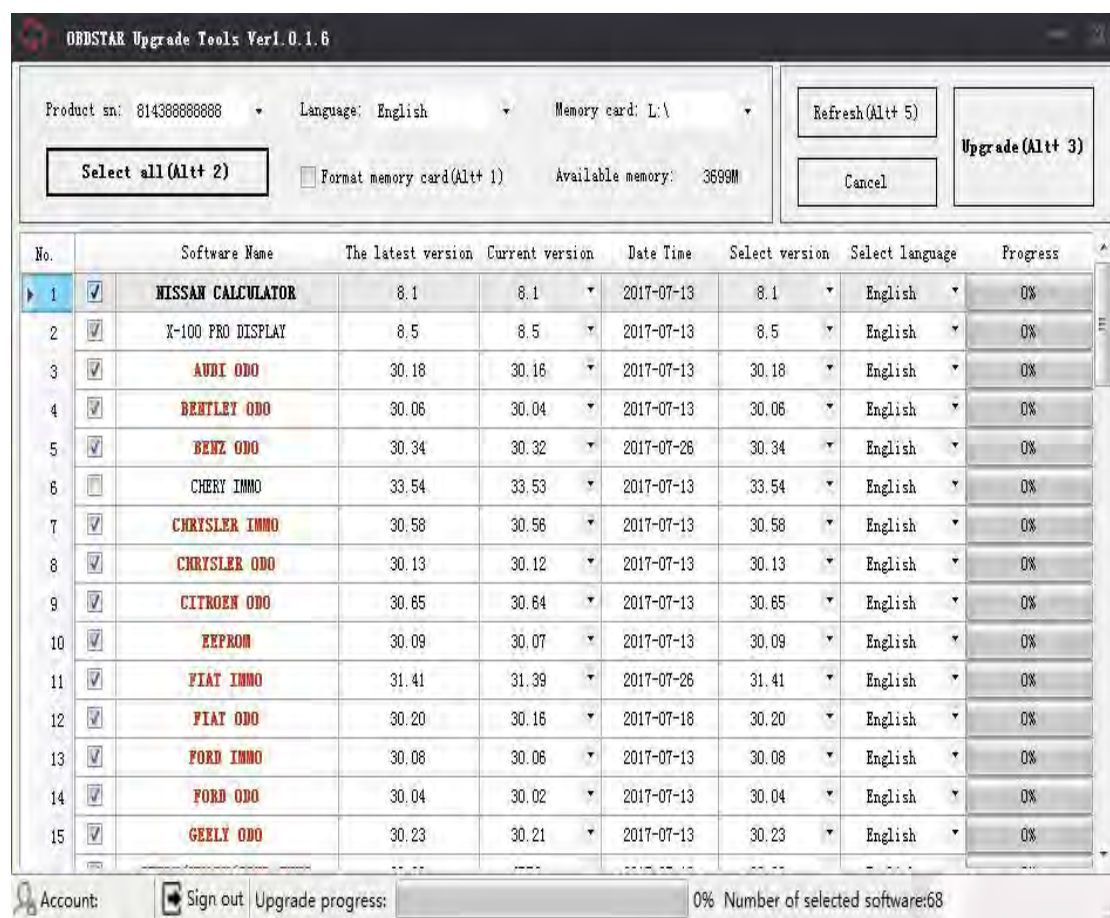 OBDSTAR Upgrade Tools Ver1.0.1.6
Product sn: 814388888888 Language: English Memory card: L:\ Refresh(Alt+ 5) Upgrade(Alt+ 3)
Select all(Alt+ 2) Format memory card(Alt+ 1) Available memory: 3699M Cancel
No. Software Name The latest version Current version Date Time Select version Select language Progress
1 NISSAN CALCULATOR 8.1 8.1 2017-07-13 8.1 English 0%
2 X-100 PRO DISPLAY 8.5 8.5 2017-07-13 8.5 English 0%
3 AUDI ODO 30.18 30.16 2017-07-13 30.18 English 0%
4 BENTLEY ODO 30.06 30.04 2017-07-13 30.06 English 0%
5 BENZ ODO 30.34 30.32 2017-07-26 30.34 English 0%
6 CHERY IMMO 33.54 33.53 2017-07-13 33.54 English 0%
7 CHRYSLER IMMO 30.58 30.56 2017-07-13 30.58 English 0%
8 CHRYSLER ODO 30.13 30.12 2017-07-13 30.13 English 0%
9 CITROEN ODO 30.65 30.64 2017-07-13 30.65 English 0%
10 EEPROM 30.09 30.07 2017-07-13 30.09 English 0%
11 FIAT IMMO 31.41 31.39 2017-07-26 31.41 English 0%
12 FIAT ODO 30.20 30.16 2017-07-18 30.20 English 0%
13 FORD IMMO 30.08 30.06 2017-07-13 30.08 English 0%
14 FORD ODO 30.04 30.02 2017-07-13 30.04 English 0%
15 GEELY ODO 30.23 30.21 2017-07-13 30.23 English 0%
Account: Sign out Upgrade progress: 0% Number of selected software:68